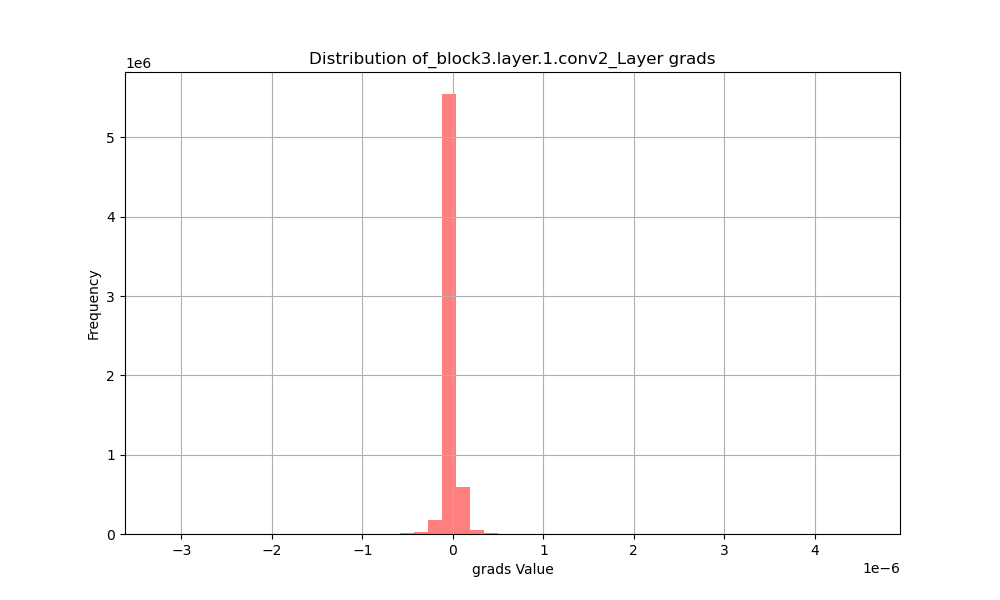 Distribution of_block3.layer.1.conv2_Layer grads
1e6
5
4
3
2
1
0
Frequency
−3 −2 −1 0 1 2 3 4
1e−6
grads Value